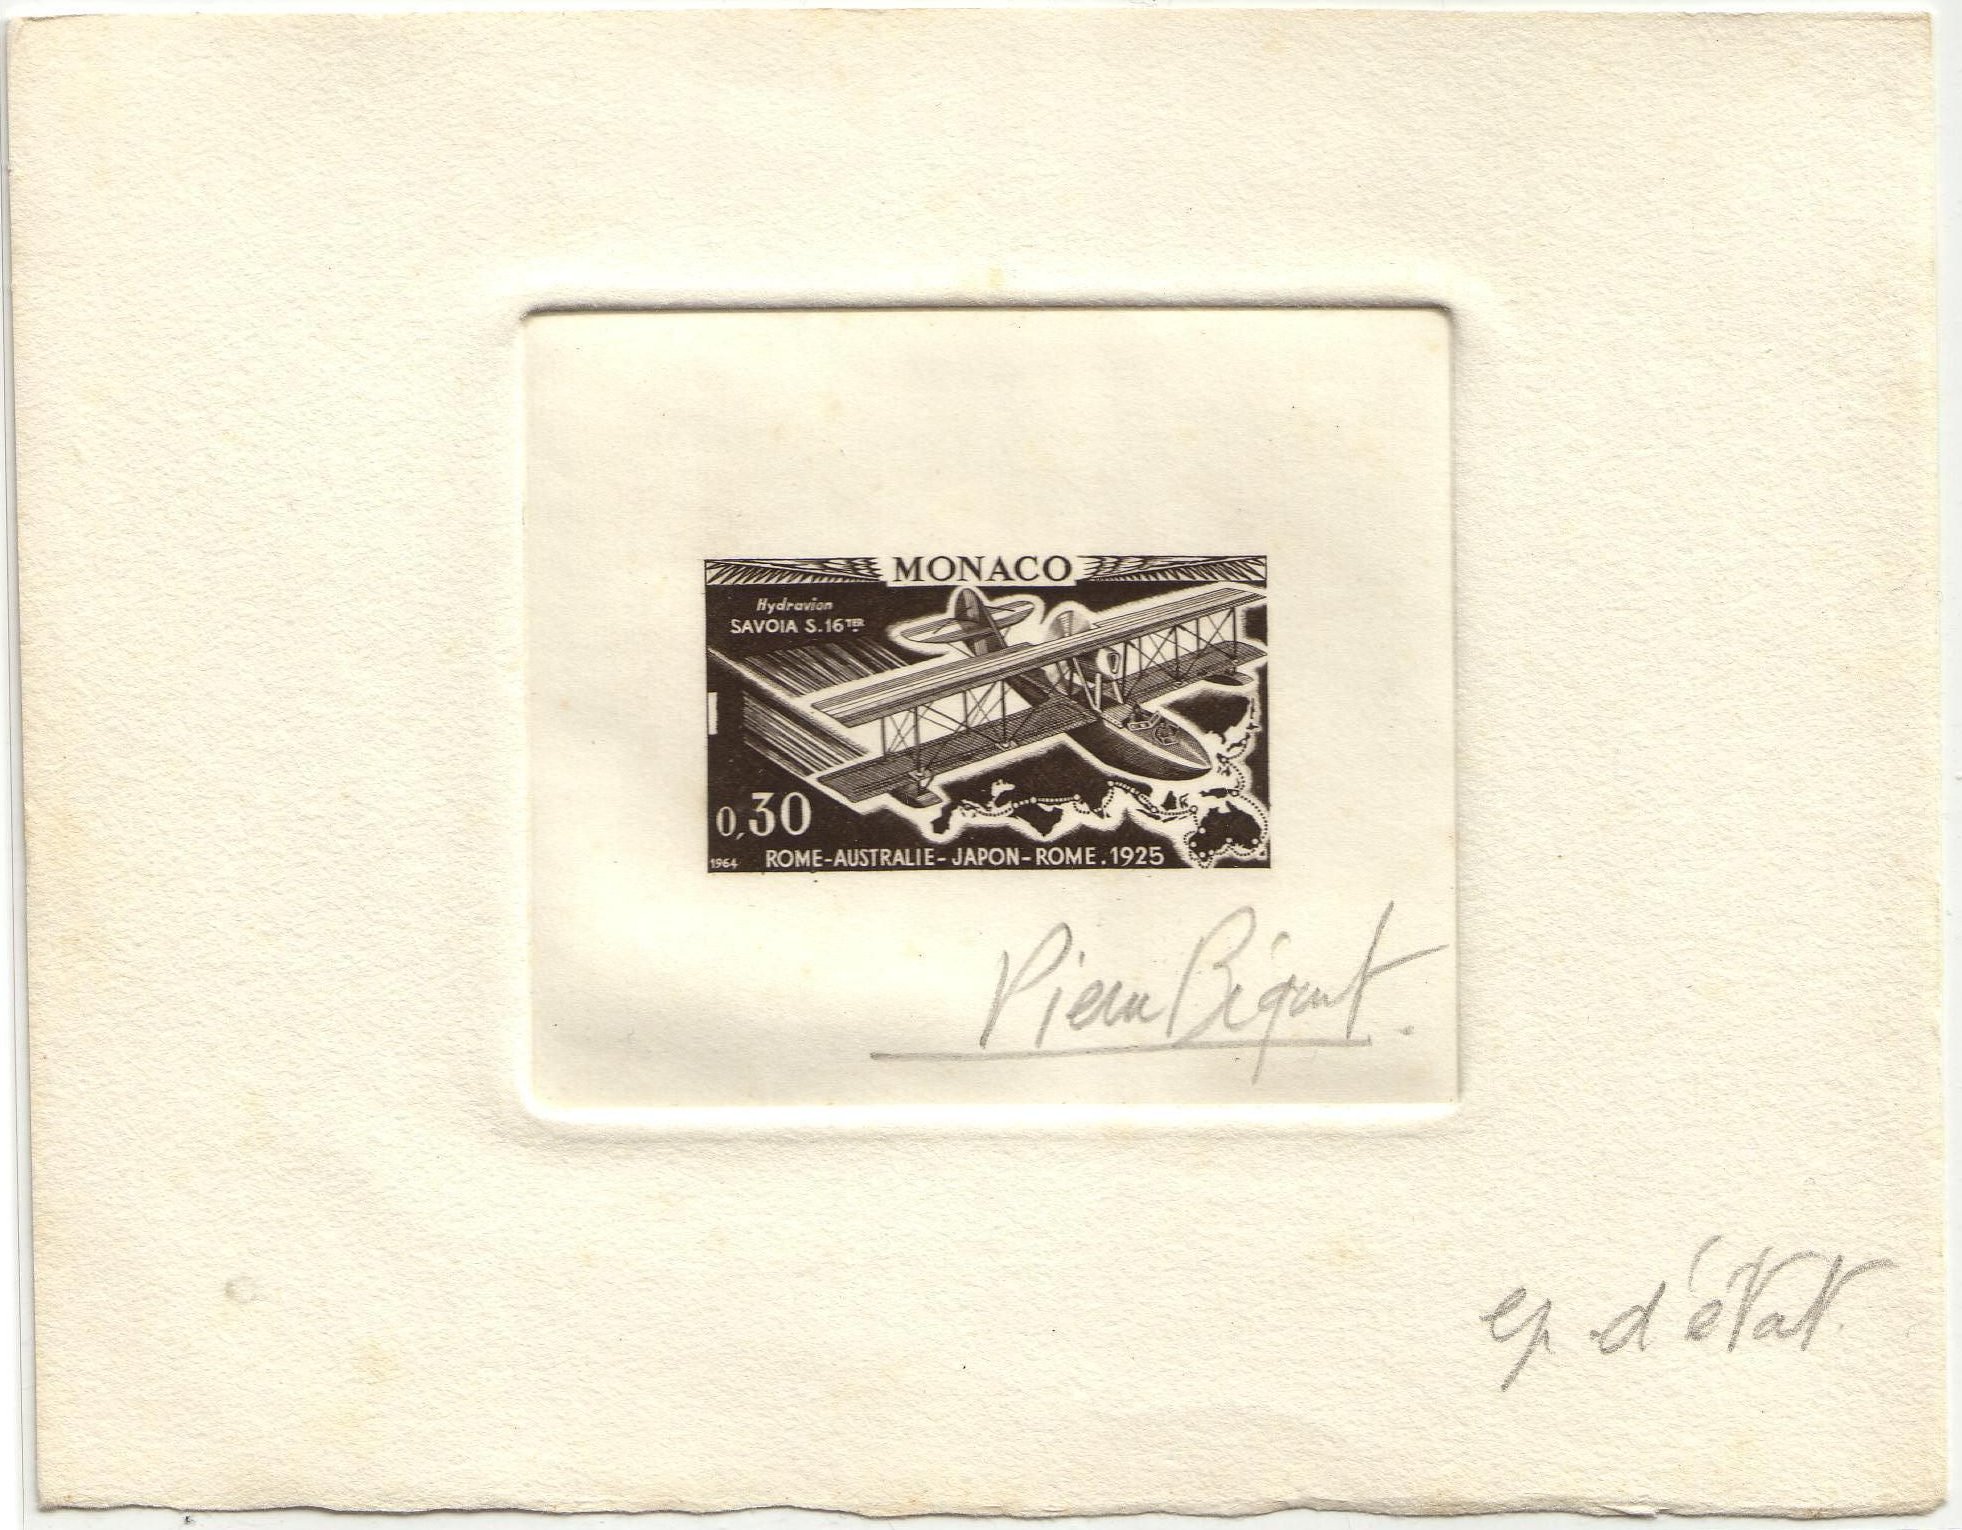 MONACO
Hydravion
SAVOIA S.16TER
0,30
1964 ROME-AUSTRALIE-JAPON-ROME.1925
Pierre Béquet.
ep. d'état.